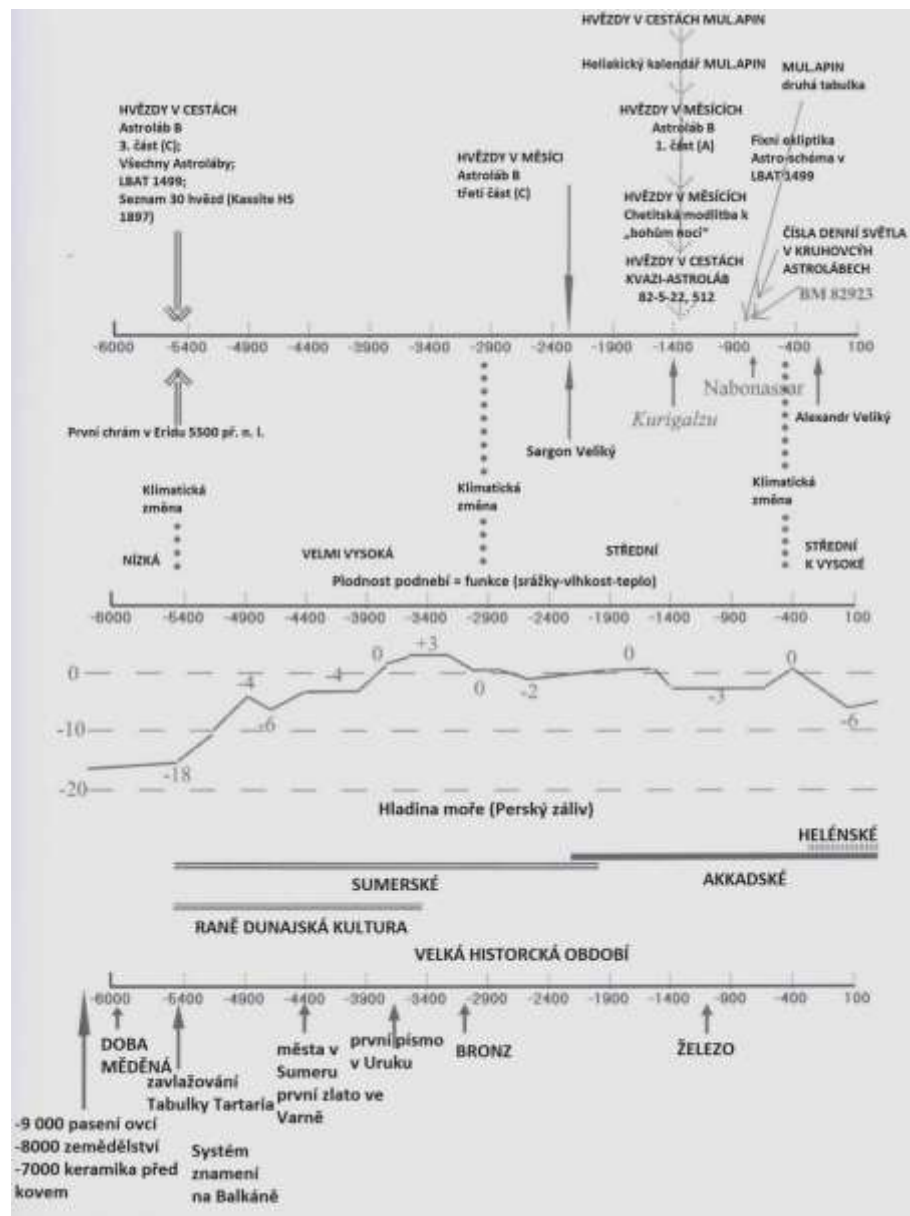 HVĚZDY V CESTÁCH MUL.APIN
Heliakický kalendář MUL.APIN
MUL.APIN
druhá tabulka
HVĚZDY V CESTÁCH
Astroláb B
3. část (C);
Všechny Astroláby;
LBAT 1499;
Seznam 30 hvězd (Kassite HS
1897)
HVĚZDY V MĚSÍCI
Astroláb B
třetí část (C)
HVĚZDY V MĚSÍCÍCH
Astroláb B
1. část (A)
HVĚZDY V MĚSÍCÍCH
Chetitská modlitba k
„bohům noci"
HVĚZDY V CESTÁCH
KVAZI-ASTROLÁB
82-5-22, 512
Fixní ekliptika
Astro-schéma v
LBAT 1499
ČÍSLA DENNÍ SVĚTLA
V KRUHOVCÝH
ASTROLÁBECH
BM 82923
-6000 -5400 -4900 -4400 -3900 -3400 -2900 -2400 -1900 -1400 -900 -400 100
První chrám v Eridu 5500 př. n. l.
Sargon Veliký
Kurigalzu
Nabonassar
Alexandr Veliký
Klimatická
změna
Klimatická
změna
Klimatická
změna
NÍZKÁ
VELMI VYSOKÁ
STŘEDNÍ
STŘEDNÍ
K VYSOKÉ
Plodnost podnebí = funkce (srážky-vlhkost-teplo)
-6000 -5400 -4900 -4400 -3900 -3400 -2900 -2400 -1900 -1400 -900 -400 100
0
-10
-20
-18
-4
-6
-4
0
+3
0
-2
0
-3
0
-6
Hladina moře (Perský záliv)
HELÉNSKÉ
AKKADSKÉ
SUMERSKÉ
RANĚ DUNAJSKÁ KULTURA
VELKÁ HISTORCKÁ OBDOBÍ
-6000 -5400 -4900 -4400 -3900 -3400 -2900 -2400 -1900 -1400 -900 -400 100
DOBA
MĚDĚNÁ
zavlažování
Tabulky Tartaria
města v
Sumeru
první zlato ve
Varně
první písmo
v Uruku
BRONZ
ŽELEZO
-9 000 pasení ovcí
-8000 zemědělství
-7000 keramika před
kovem
Systém
znamení
na Balkáně